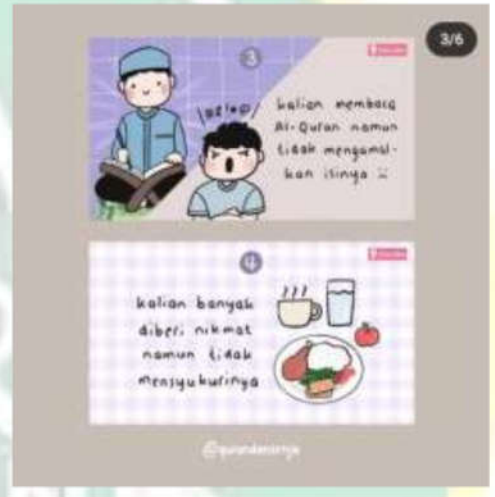 3/6
3
kalian membaca
Al-Quran namun
tidak mengamal-
kan isinya
4
kalian banyak
diberi nikmat
namun tidak
mensyukurinya